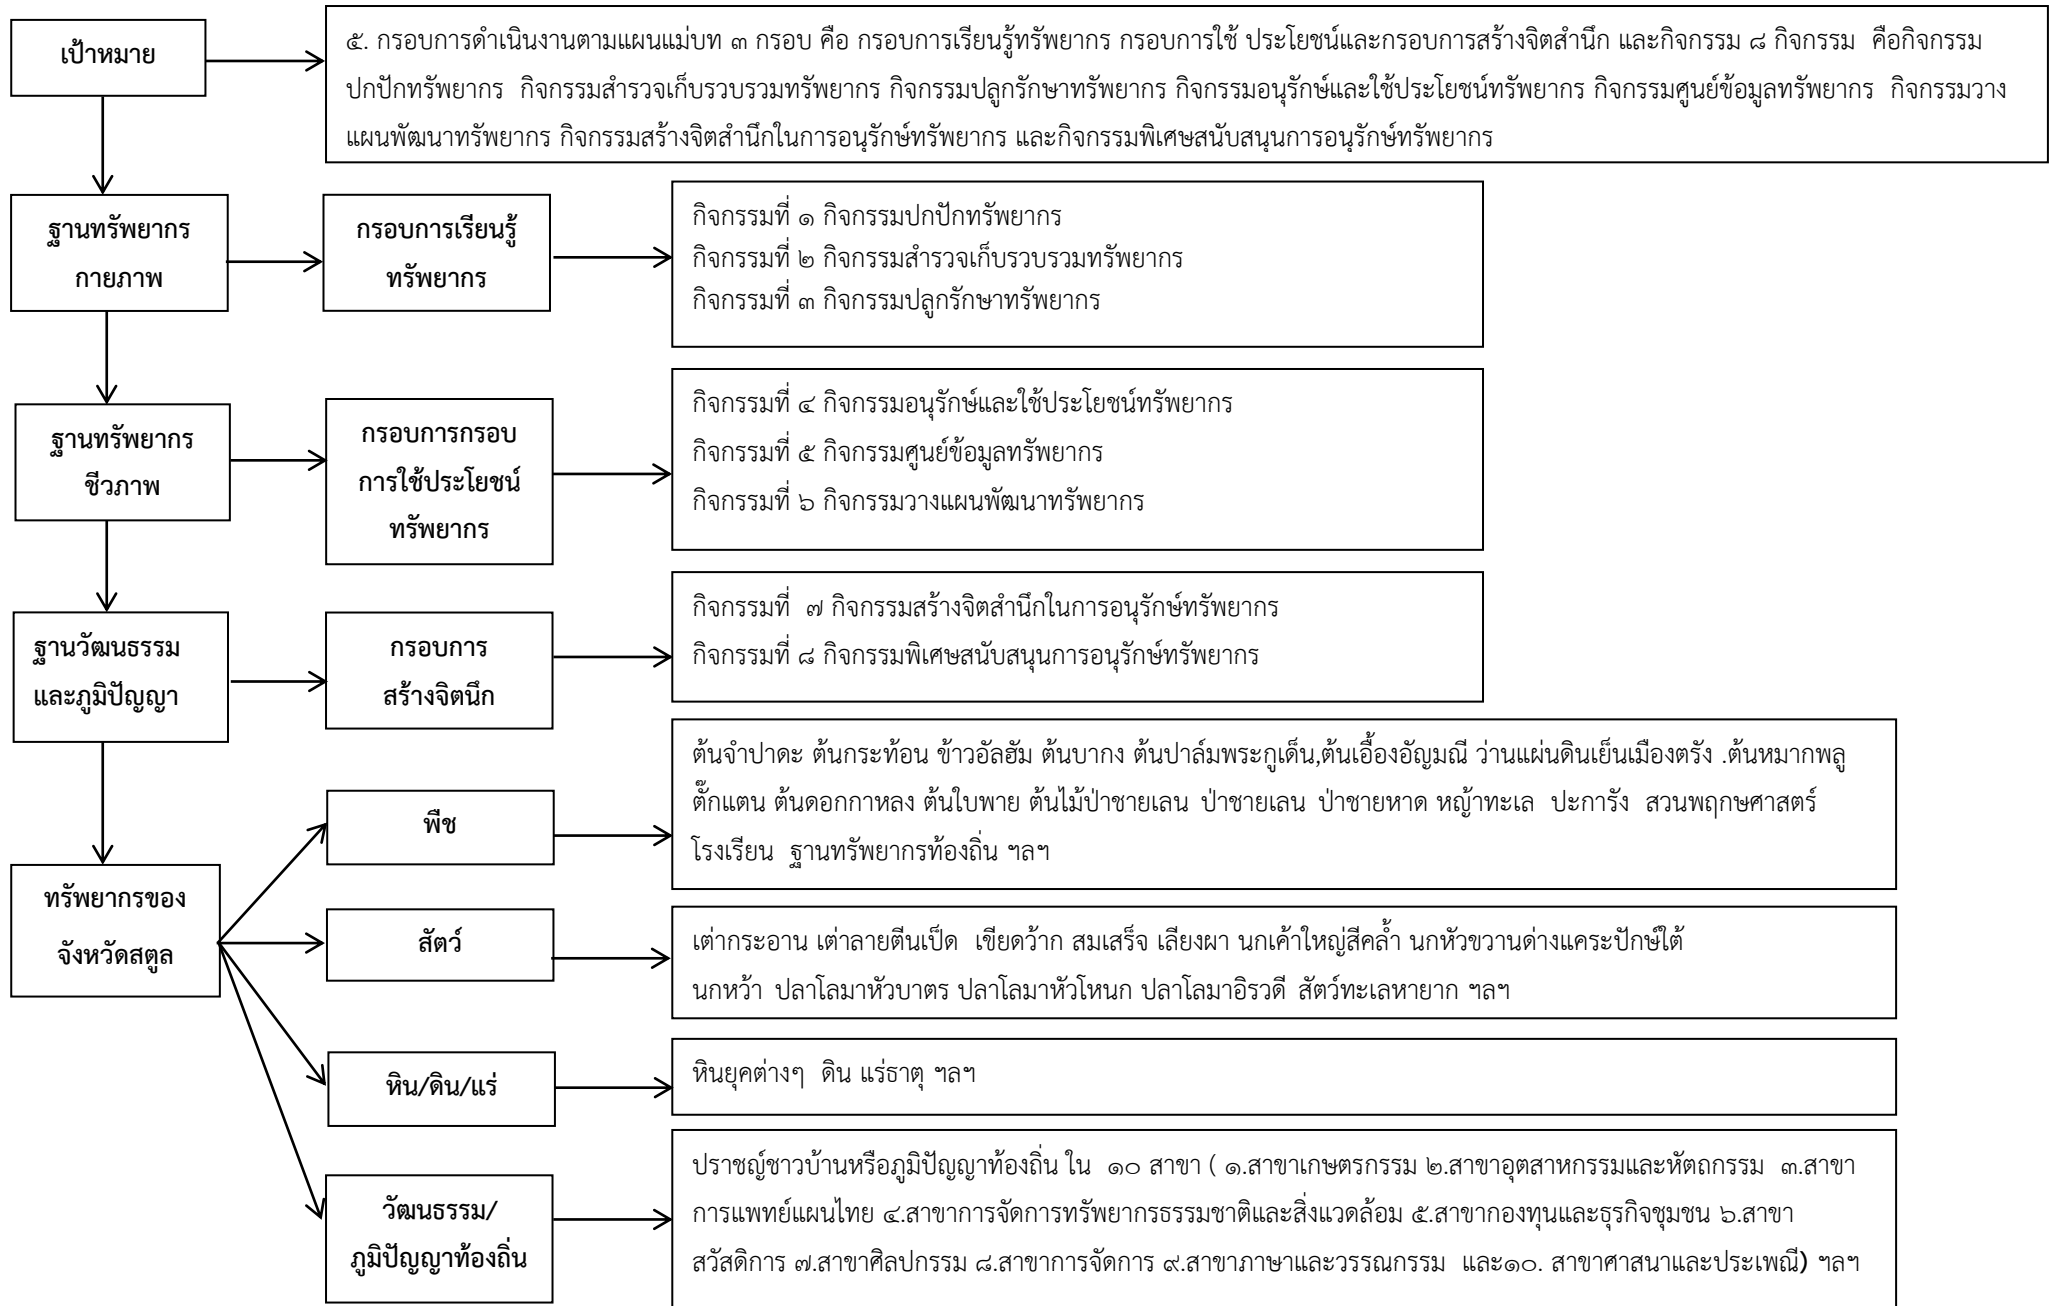 เป้าหมาย
๕. กรอบการดำเนินงานตามแผนแม่บท ๓ กรอบ คือ กรอบการเรียนรู้ทรัพยากร กรอบการใช้ ประโยชน์และกรอบการสร้างจิตสำนึก และกิจกรรม ๘ กิจกรรม  คือกิจกรรม
ปกปักทรัพยากร  กิจกรรมสำรวจเก็บรวบรวมทรัพยากร กิจกรรมปลูกรักษาทรัพยากร กิจกรรมอนุรักษ์และใช้ประโยชน์ทรัพยากร กิจกรรมศูนย์ข้อมูลทรัพยากร  กิจกรรมวาง
แผนพัฒนาทรัพยากร กิจกรรมสร้างจิตสำนึกในการอนุรักษ์ทรัพยากร และกิจกรรมพิเศษสนับสนุนการอนุรักษ์ทรัพยากร
ฐานทรัพยากร
กายภาพ
กรอบการเรียนรู้
ทรัพยากร
กิจกรรมที่ ๑ กิจกรรมปกปักทรัพยากร
กิจกรรมที่ ๒ กิจกรรมสำรวจเก็บรวบรวมทรัพยากร
กิจกรรมที่ ๓ กิจกรรมปลูกรักษาทรัพยากร
ฐานทรัพยากร
ชีวภาพ
กรอบการกรอบ
การใช้ประโยชน์
ทรัพยากร
กิจกรรมที่ ๔ กิจกรรมอนุรักษ์และใช้ประโยชน์ทรัพยากร
กิจกรรมที่ ๕ กิจกรรมศูนย์ข้อมูลทรัพยากร
กิจกรรมที่ ๖ กิจกรรมวางแผนพัฒนาทรัพยากร
ฐานวัฒนธรรม
และภูมิปัญญา
กรอบการ
สร้างจิตนึก
กิจกรรมที่  ๗ กิจกรรมสร้างจิตสำนึกในการอนุรักษ์ทรัพยากร
กิจกรรมที่ ๘ กิจกรรมพิเศษสนับสนุนการอนุรักษ์ทรัพยากร
ทรัพยากรของ
จังหวัดสตูล
พืช
ต้นจำปาดะ ต้นกระท้อน ข้าวอัลฮัม ต้นบากง ต้นปาล์มพระกูเด็น,ต้นเอื้องอัญมณี ว่านแผ่นดินเย็นเมืองตรัง .ต้นหมากพลู
ตั๊กแตน ต้นดอกกาหลง ต้นใบพาย ต้นไม้ป่าชายเลน  ป่าชายเลน  ป่าชายหาด หญ้าทะเล  ปะการัง  สวนพฤกษศาสตร์
โรงเรียน  ฐานทรัพยากรท้องถิ่น ฯลฯ
สัตว์
เต่ากระอาน เต่าลายตีนเป็ด  เขียดว้าก สมเสร็จ เลียงผา นกเค้าใหญ่สีคล้ำ นกหัวขวานด่างแคระปักษ์ใต้
นกหว้า  ปลาโลมาหัวบาตร ปลาโลมาหัวโหนก ปลาโลมาอิรวดี  สัตว์ทะเลหายาก ฯลฯ
หิน/ดิน/แร่
หินยุคต่างๆ  ดิน แร่ธาตุ ฯลฯ
วัฒนธรรม/
ภูมิปัญญาท้องถิ่น
ปราชญ์ชาวบ้านหรือภูมิปัญญาท้องถิ่น ใน  ๑๐ สาขา ( ๑.สาขาเกษตรกรรม ๒.สาขาอุตสาหกรรมและหัตถกรรม  ๓.สาขา
การแพทย์แผนไทย ๔.สาขาการจัดการทรัพยากรธรรมชาติและสิ่งแวดล้อม ๕.สาขากองทุนและธุรกิจชุมชน ๖.สาขา
สวัสดิการ ๗.สาขาศิลปกรรม ๘.สาขาการจัดการ ๙.สาขาภาษาและวรรณกรรม  และ๑๐. สาขาศาสนาและประเพณี) ฯลฯ